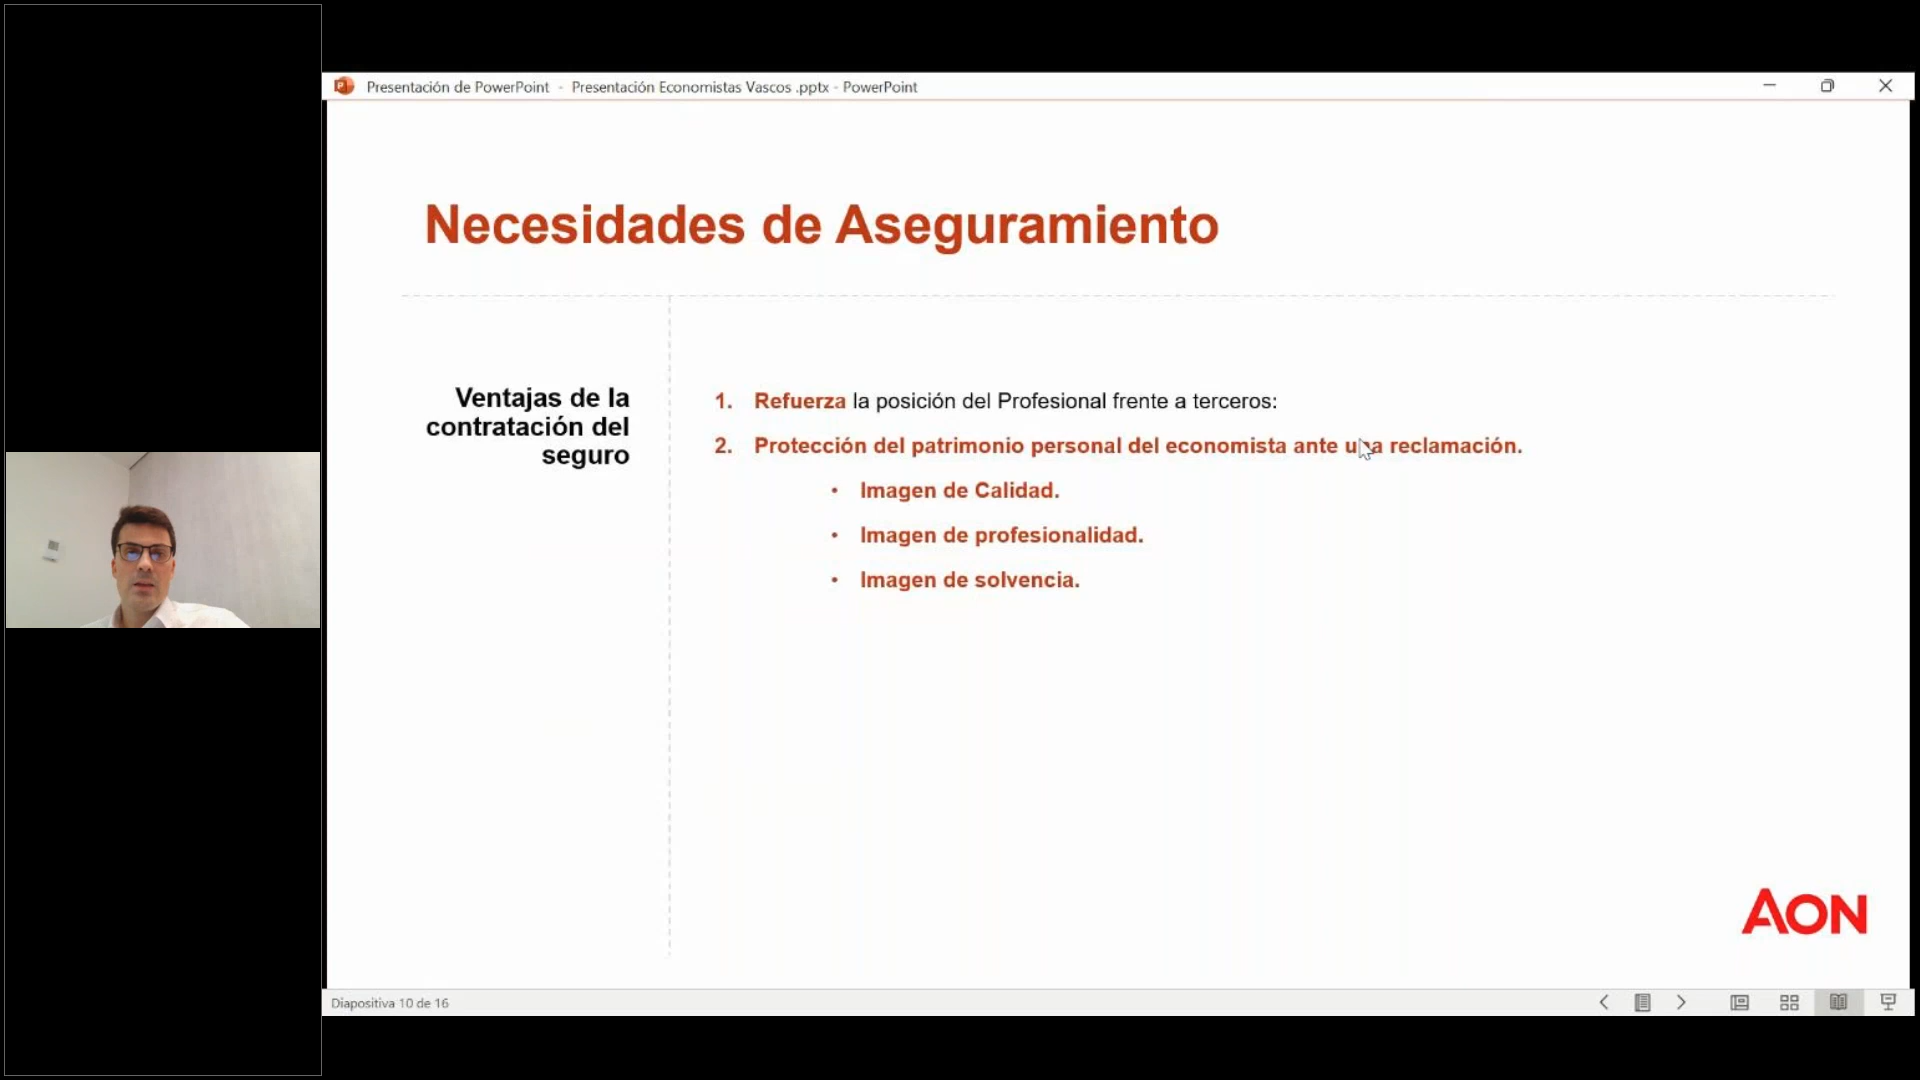 Presentación de PowerPoint - Presentación Economistas Vascos .pptx - PowerPoint
Necesidades de Aseguramiento
Ventajas de la
contratación del
seguro
1. Refuerza la posición del Profesional frente a terceros:
2. Protección del patrimonio personal del economista ante una reclamación.
• Imagen de Calidad.
• Imagen de profesionalidad.
• Imagen de solvencia.
AON
Diapositiva 10 de 16